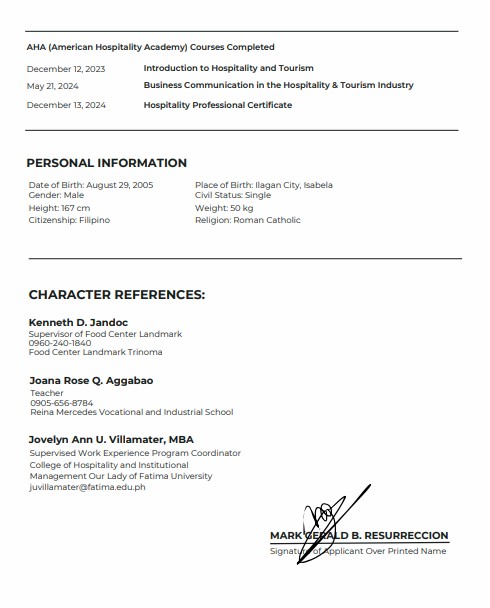 AHA (American Hospitality Academy) Courses Completed
December 12, 2023 Introduction to Hospitality and Tourism
May 21, 2024 Business Communication in the Hospitality & Tourism Industry
December 13, 2024 Hospitality Professional Certificate
PERSONAL INFORMATION
Date of Birth: August 29, 2005 Place of Birth: Ilagan City, Isabela
Gender: Male Civil Status: Single
Height: 167 cm Weight: 50 kg
Citizenship: Filipino Religion: Roman Catholic
CHARACTER REFERENCES:
Kenneth D. Jandoc
Supervisor of Food Center Landmark
0960-240-1840
Food Center Landmark Trinoma
Joana Rose Q. Aggabao
Teacher
0905-656-8784
Reina Mercedes Vocational and Industrial School
Jovelyn Ann U. Villamater, MBA
Supervised Work Experience Program Coordinator
College of Hospitality and Institutional
Management Our Lady of Fatima University
juvillamater@fatima.edu.ph
MARK GERALD B. RESURRECCION
Signature of Applicant Over Printed Name